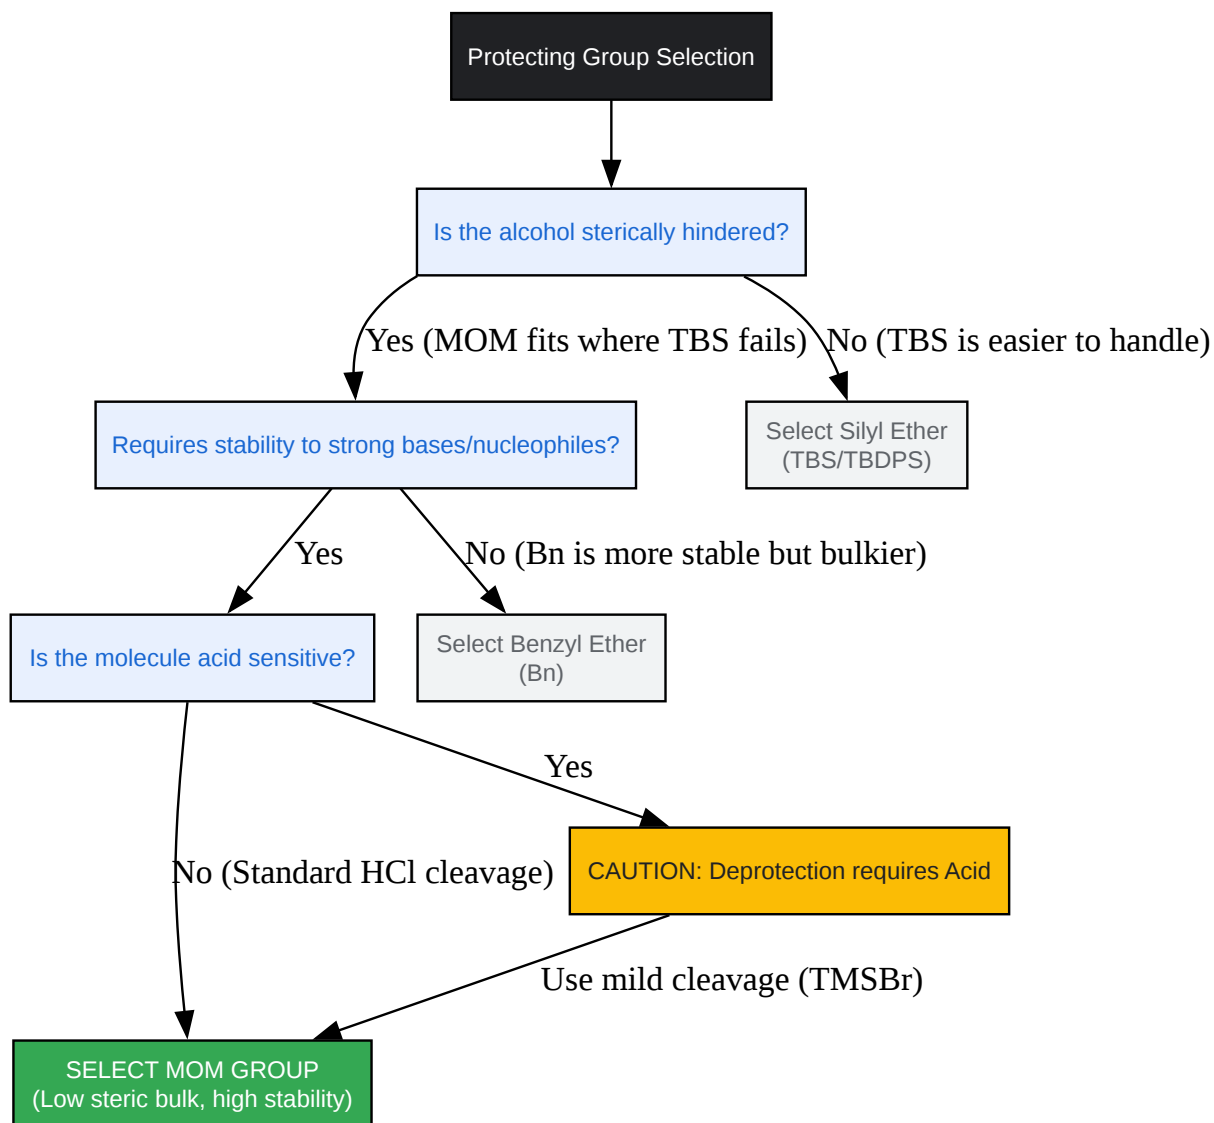 Protecting Group Selection
Is the alcohol sterically hindered?
Yes (MOM fits where TBS fails)
No (TBS is easier to handle)
Requires stability to strong bases/nucleophiles?
Select Silyl Ether
(TBS/TBDPS)
Yes
No (Bn is more stable but bulkier)
Is the molecule acid sensitive?
Select Benzyl Ether
(Bn)
Yes
No (Standard HCl cleavage)
CAUTION: Deprotection requires Acid
Use mild cleavage (TMSBr)
SELECT MOM GROUP
(Low steric bulk, high stability)